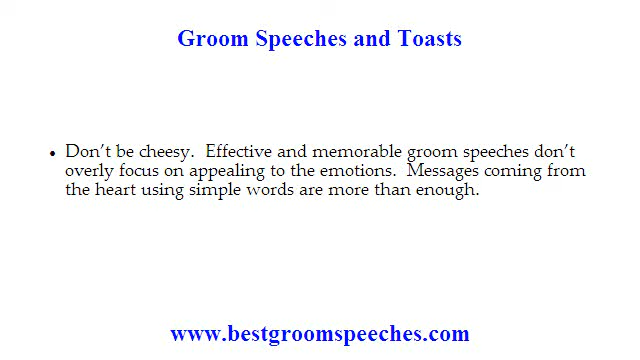 Groom Speeches and Toasts
• Don’t be cheesy.  Effective and memorable groom speeches don’t
overly focus on appealing to the emotions.  Messages coming from
the heart using simple words are more than enough.
www.bestgroomspeeches.com